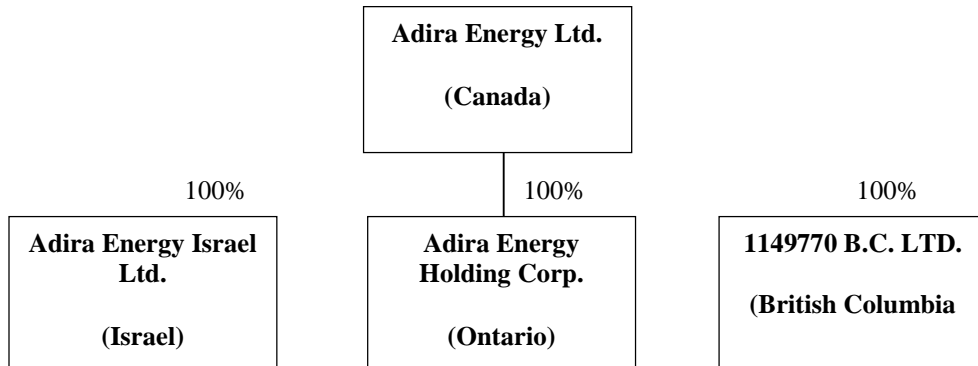 Adira Energy Ltd.
(Canada)
100%
100%
100%
Adira Energy Israel
Ltd.
(Israel)
Adira Energy
Holding Corp.
(Ontario)
1149770 B.C. LTD.
(British Columbia